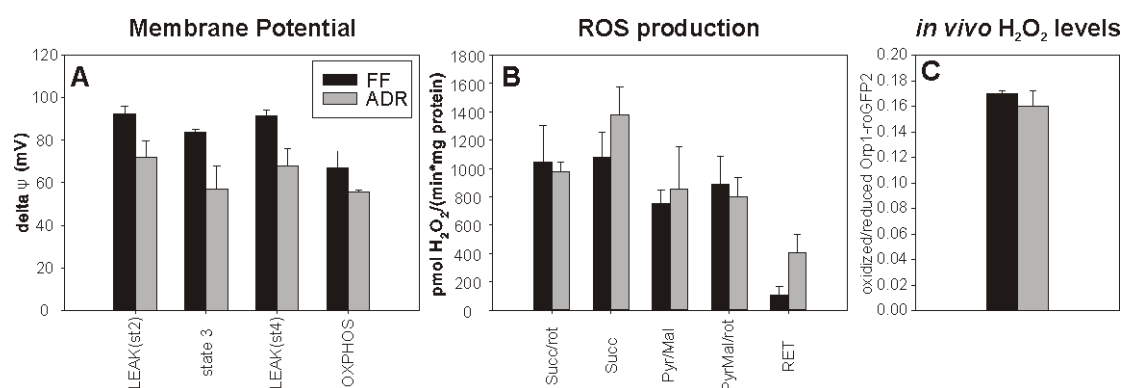 Membrane Potential
ROS production
in vivo H₂O₂ levels
A
FF
ADR
120
100
80
60
40
20
0
delta ψ (mV)
LEAK(st2)
state 3
LEAK(st4)
OXPHOS
B
1800
1600
1400
1200
1000
800
600
400
200
0
pmol H₂O₂/(min*mg protein)
Succ/rot
Succ
Pyr/Mal
PyrMal/rot
RET
C
0.20
0.18
0.16
0.14
0.12
0.10
0.08
0.06
0.04
0.02
0.00
oxidized/reduced Orp1-roGFP2